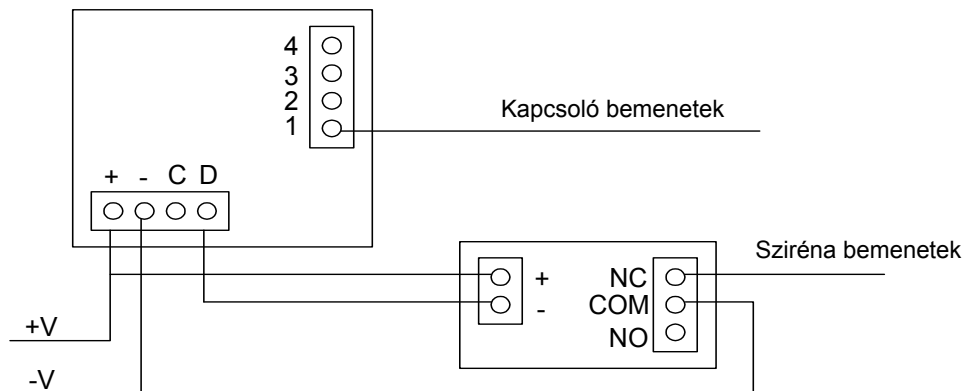 4
3
2
1
Kapcsoló bemenetek
+ - C D
Sziréna bemenetek
+ NC
- COM
NO
+V
-V